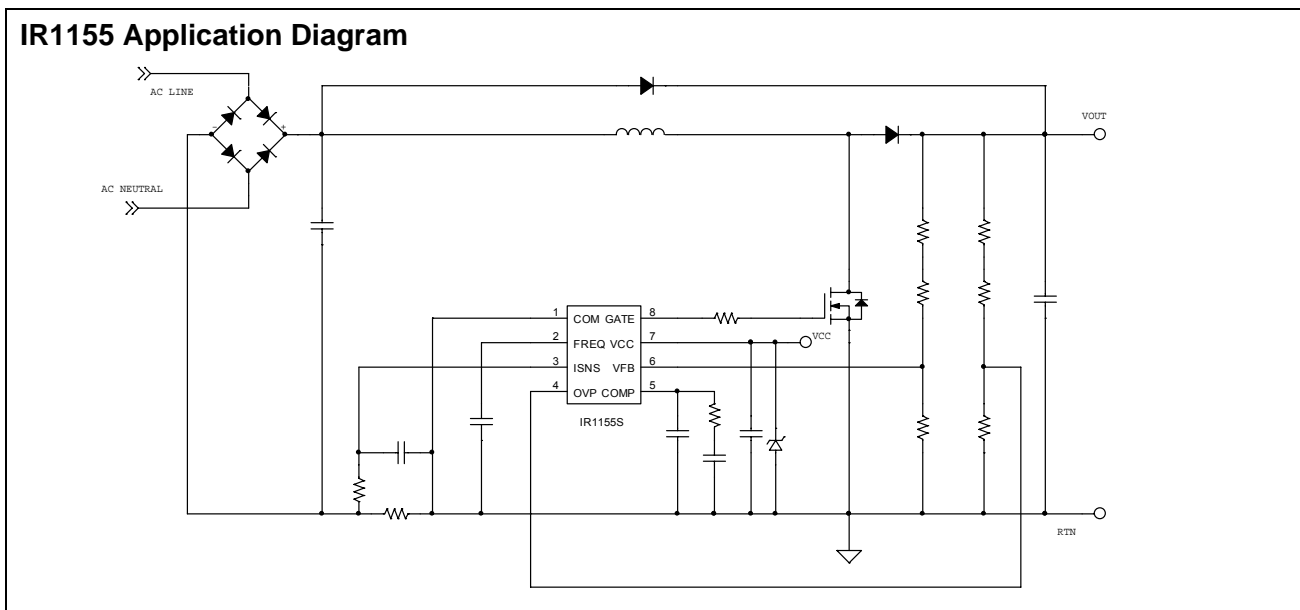 IR1155 Application Diagram
AC LINE
- +
VOUT
AC NEUTRAL
1 COM GATE 8
VCC
2 FREQ VCC 7
3 ISNS VFB 6
4 OVP COMP 5
IR1155S
RTN